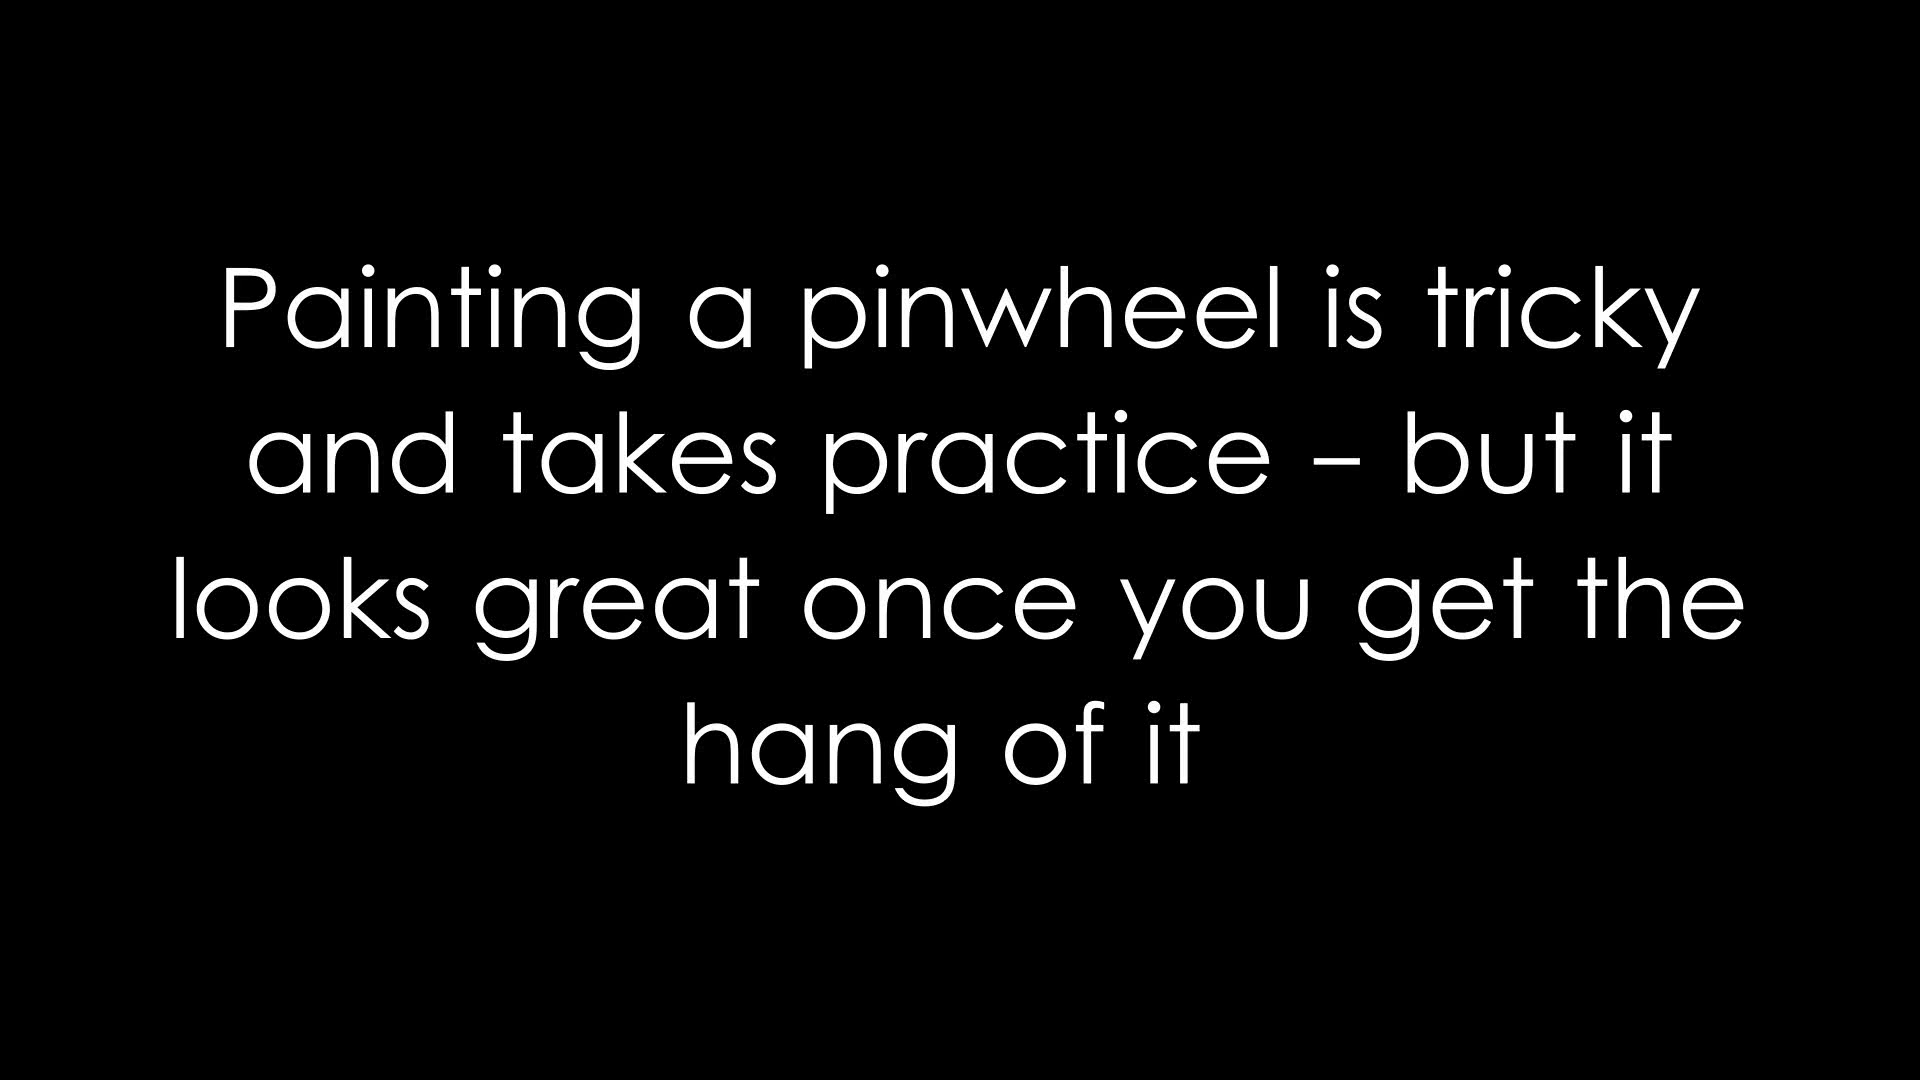 Painting a pinwheel is tricky
and takes practice – but it
looks great once you get the
hang of it